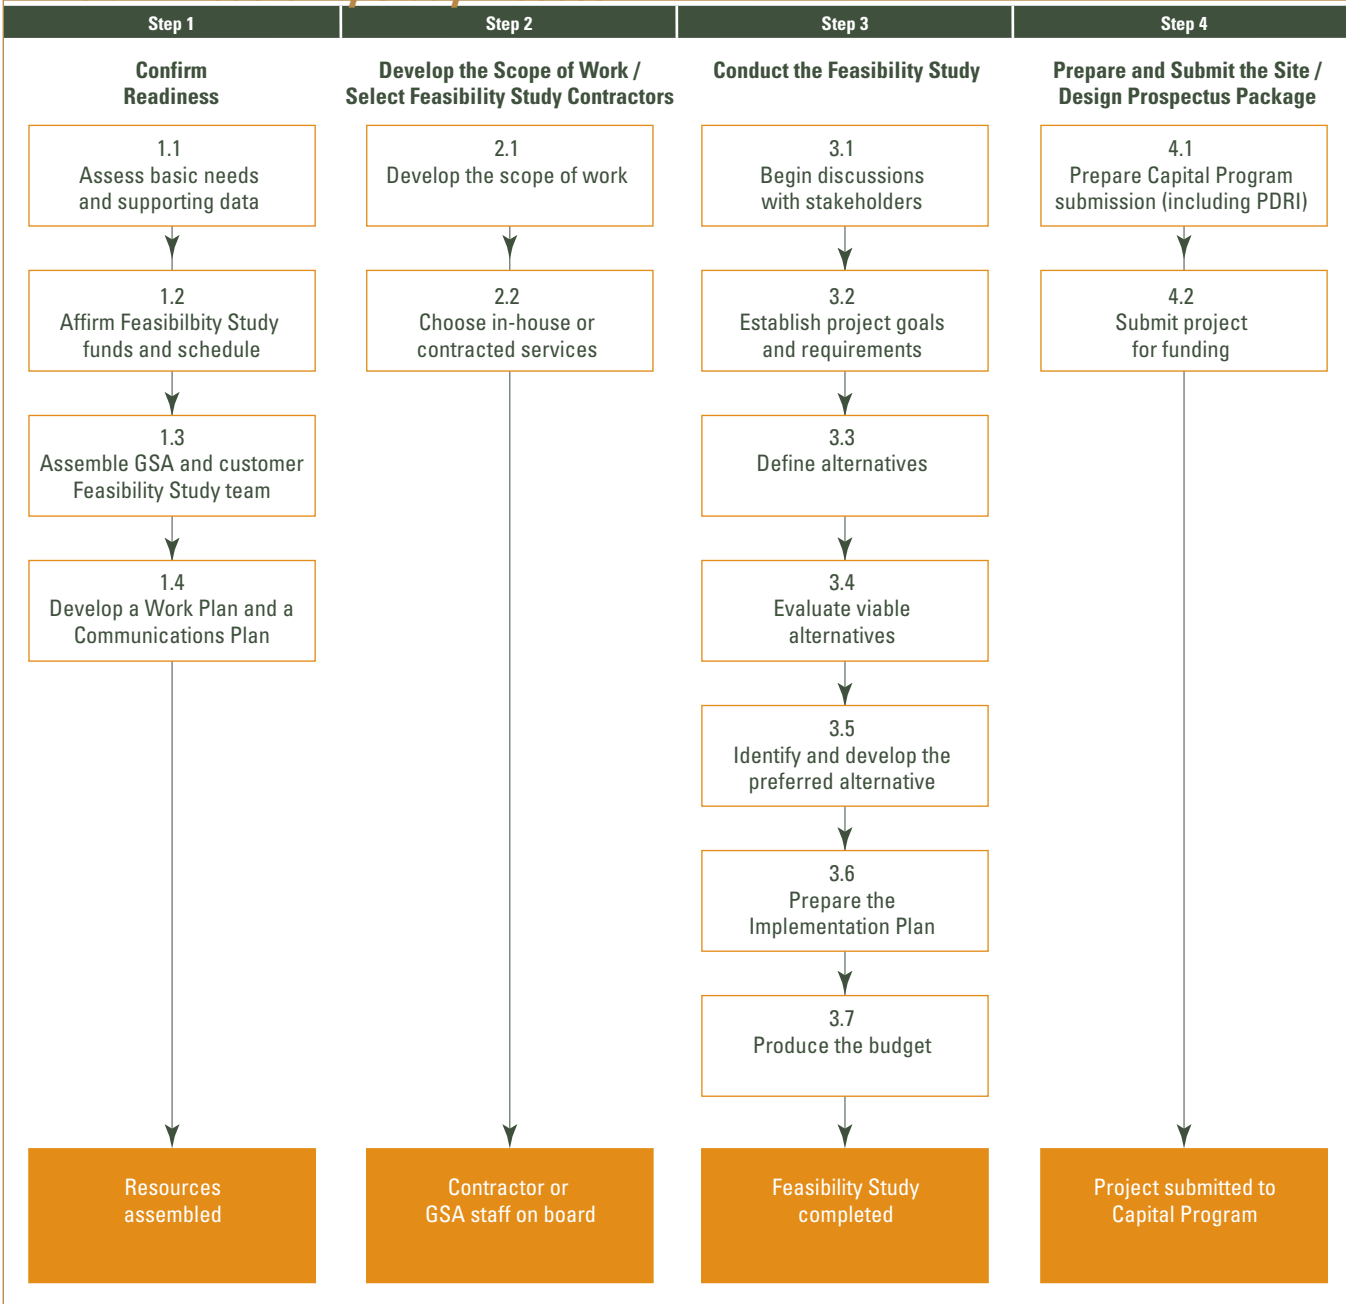 Step 1
Step 2
Step 3
Step 4
Confirm
Readiness
Develop the Scope of Work /
Select Feasibility Study Contractors
Conduct the Feasibility Study
Prepare and Submit the Site /
Design Prospectus Package
1.1
Assess basic needs
and supporting data
1.2
Affirm Feasibilbity Study
funds and schedule
1.3
Assemble GSA and customer
Feasibility Study team
1.4
Develop a Work Plan and a
Communications Plan
Resources
assembled
2.1
Develop the scope of work
2.2
Choose in-house or
contracted services
Contractor or
GSA staff on board
3.1
Begin discussions
with stakeholders
3.2
Establish project goals
and requirements
3.3
Define alternatives
3.4
Evaluate viable
alternatives
3.5
Identify and develop the
preferred alternative
3.6
Prepare the
Implementation Plan
3.7
Produce the budget
Feasibility Study
completed
4.1
Prepare Capital Program
submission (including PDRI)
4.2
Submit project
for funding
Project submitted to
Capital Program